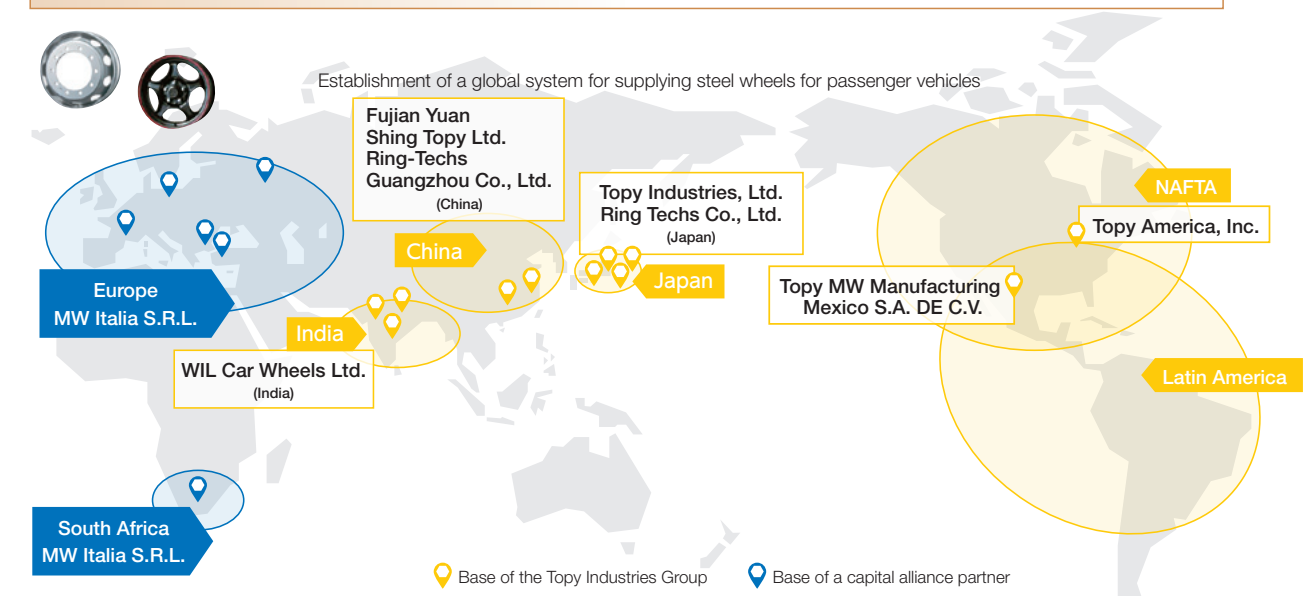 Establishment of a global system for supplying steel wheels for passenger vehicles
Fujian Yuan
Shing Topy Ltd.
Ring-Techs
Guangzhou Co., Ltd.
(China)
Topy Industries, Ltd.
Ring Techs Co., Ltd.
(Japan)
NAFTA
Topy America, Inc.
China
Japan
Topy MW Manufacturing
Mexico S.A. DE C.V.
Europe
MW Italia S.R.L.
India
WIL Car Wheels Ltd.
(India)
Latin America
South Africa
MW Italia S.R.L.
Base of the Topy Industries Group
Base of a capital alliance partner